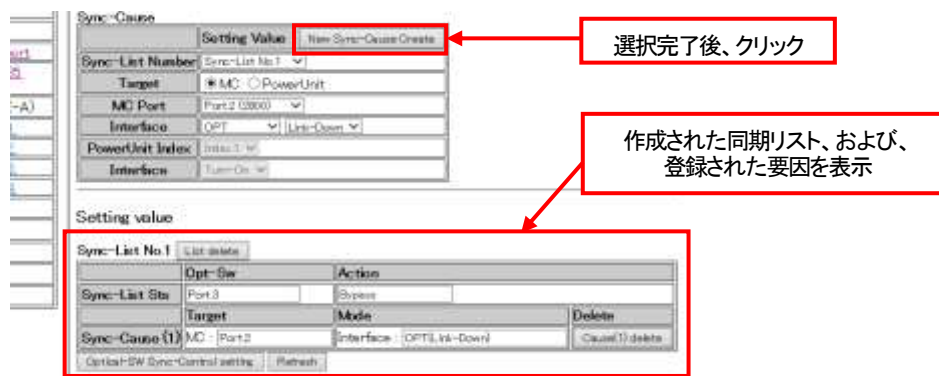 Sync-Cause
Setting Value New Sync-Cause Create
選択完了後、クリック
Sync-List Number Sync-List No.1
Target MC PowerUnit
-A)
MC Port Port.2 (2800)
Interface OPT Link-Down
PowerUnit Index Index.1
Interface Turn-On
作成された同期リスト、および、
登録された要因を表示
Setting value
Sync-List No.1 List delete
Opt-Sw Action
Sync-List Sts Port.3 Bypass
Target Mode Delete
Sync-Cause (1) MC : Port.2 Interface : OPT(Link-Down) Cause(1) delete
Optical-SW Sync-Control setting Refresh